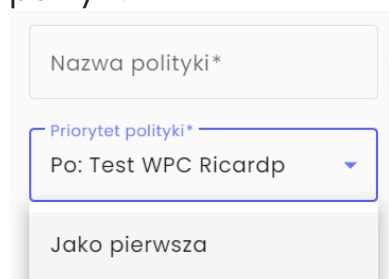 Nazwa polityki*
Priorytet polityki*
Po: Test WPC Ricardp
Jako pierwsza